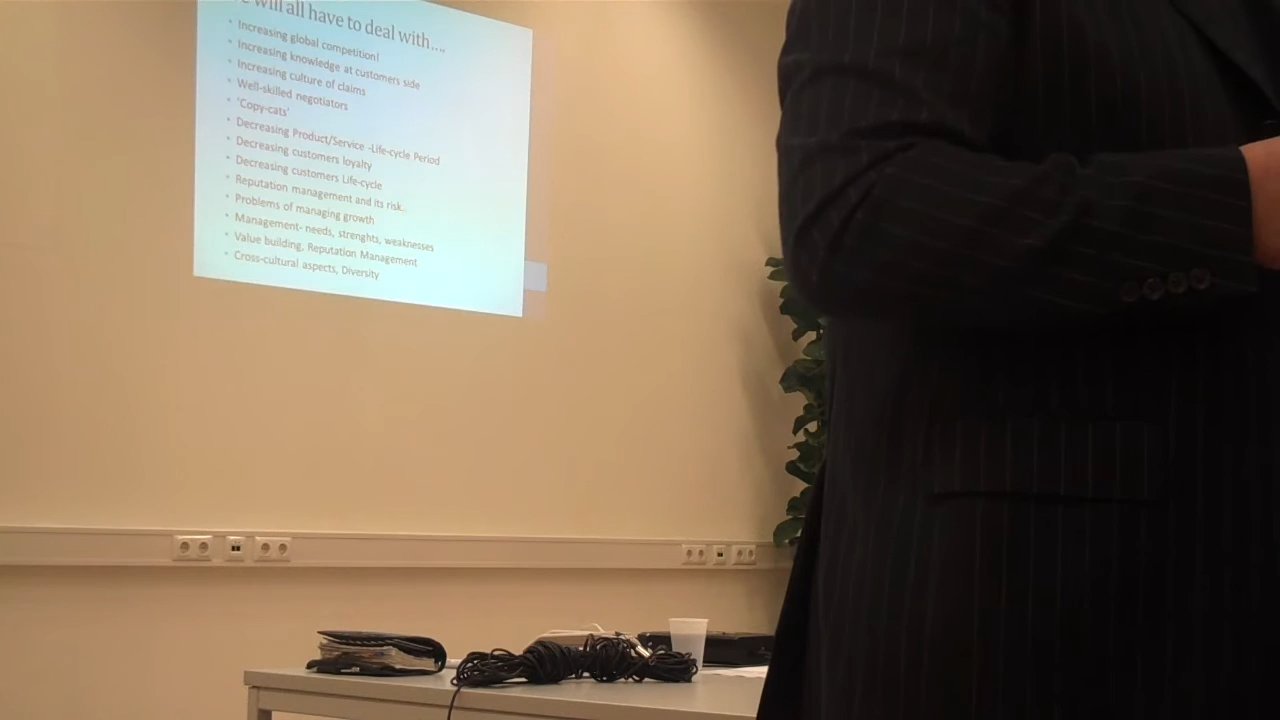 will all have to deal with....
• Increasing global competition!
• Increasing knowledge at customers side
• Increasing culture of claims
• Well-skilled negotiators
• 'Copy-cats'
• Decreasing Product/Service -Life-cycle Period
• Decreasing customers loyalty
• Decreasing customers Life-cycle
• Reputation management and its risk..
• Problems of managing growth
• Management- needs, strenghts, weaknesses
• Value building, Reputation Management
• Cross-cultural aspects, Diversity